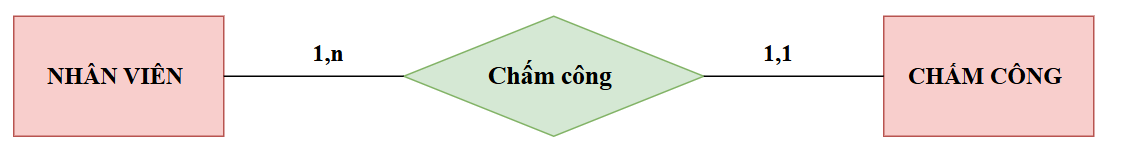 1,n
1,1
NHÂN VIÊN
Chấm công
CHẤM CÔNG